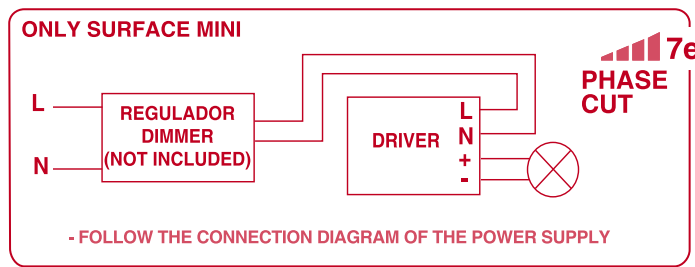 ONLY SURFACE MINI
7e
PHASE
CUT
L
N
REGULADOR
DIMMER
(NOT INCLUDED)
DRIVER
L
N
+
-
- FOLLOW THE CONNECTION DIAGRAM OF THE POWER SUPPLY